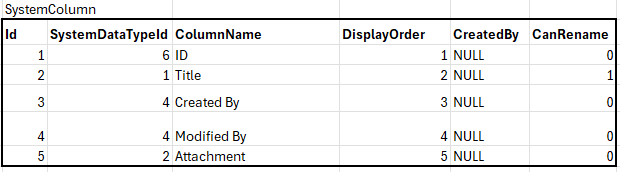 SystemColumn
Id SystemDataTypeId ColumnName DisplayOrder CreatedBy CanRename
1 6 ID 1 NULL 0
2 1 Title 2 NULL 1
3 4 Created By 3 NULL 0
4 4 Modified By 4 NULL 0
5 2 Attachment 5 NULL 0